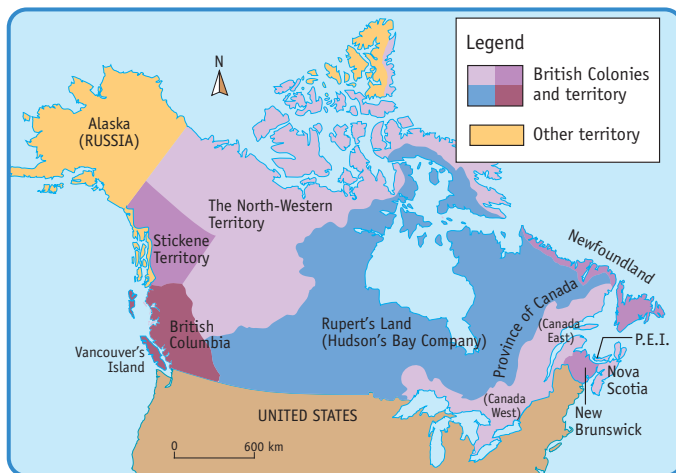 Legend
British Colonies
and territory
Other territory
N
Alaska
(RUSSIA)
The North-Western
Territory
Stickene
Territory
British
Columbia
Vancouver's
Island
Rupert's Land
(Hudson's Bay Company)
Newfoundland
Province of Canada
(Canada
East)
(Canada
West)
P.E.I.
Nova
Scotia
New
Brunswick
UNITED STATES
0 600 km